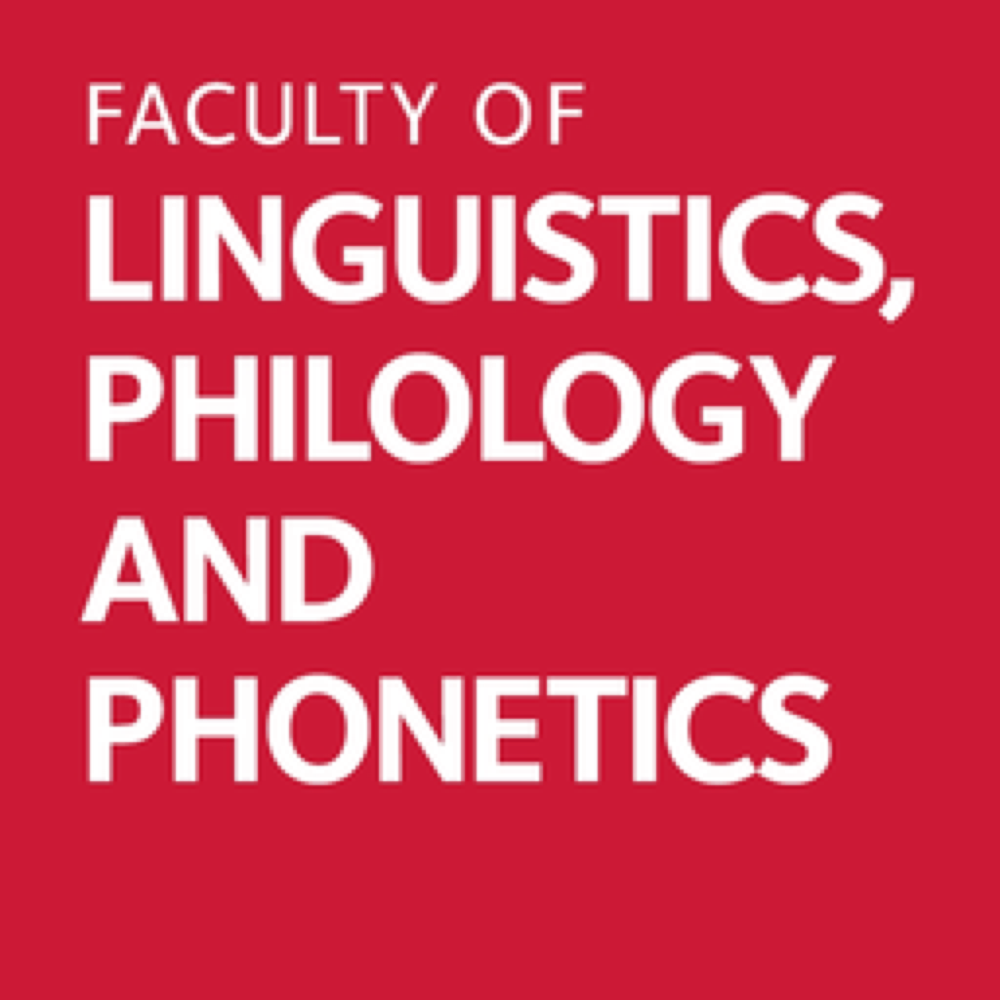 FACULTY OF
LINGUISTICS,
PHILOLOGY
AND
PHONETICS